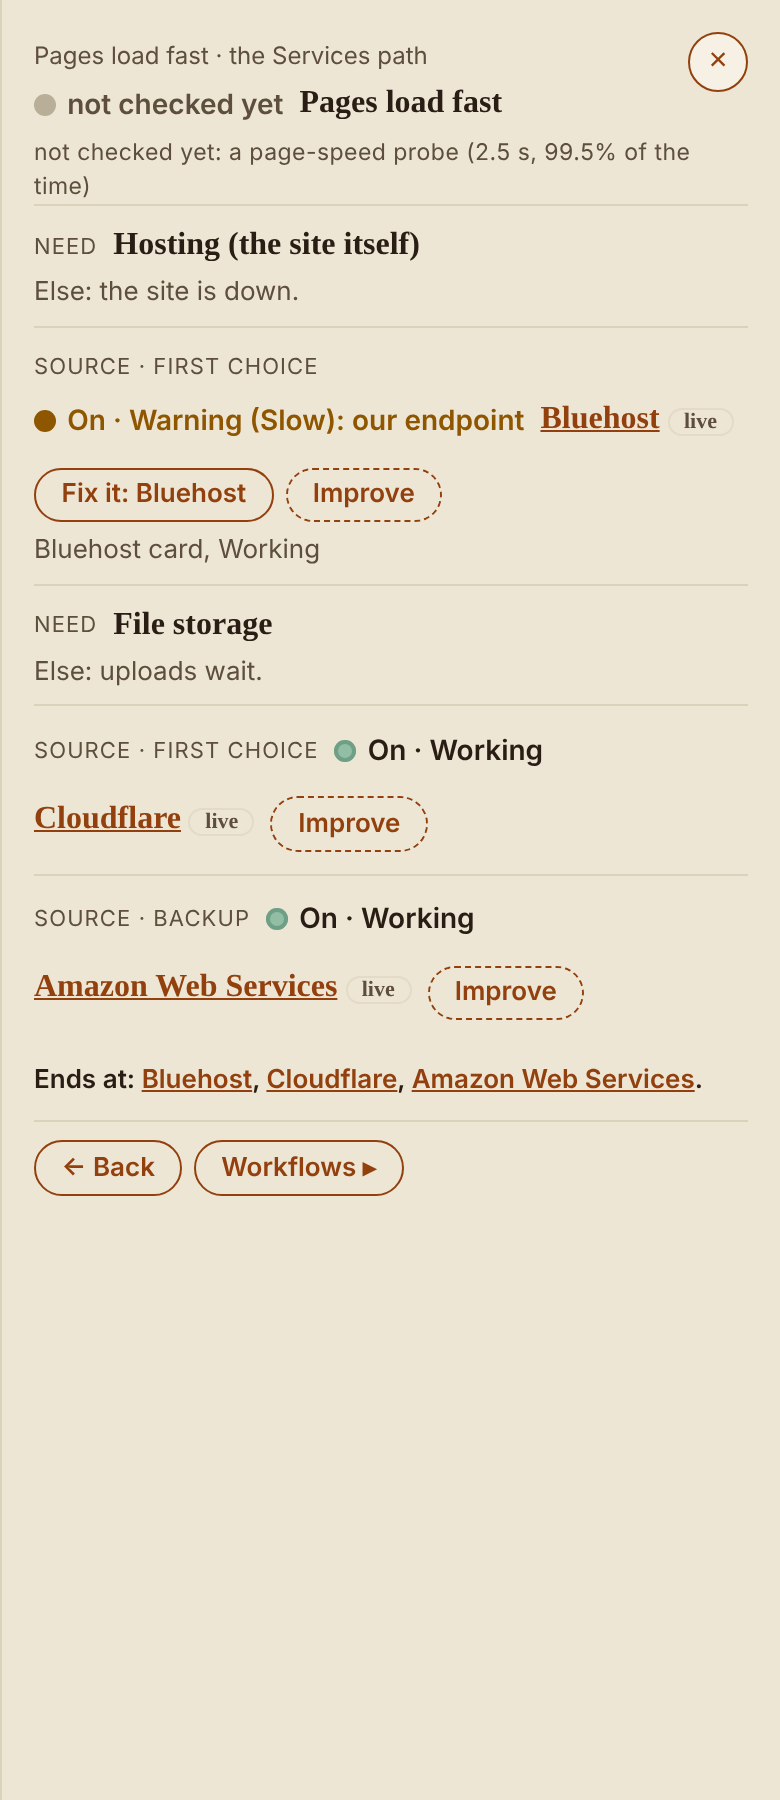 Pages load fast · the Services path
×
not checked yet Pages load fast
not checked yet: a page-speed probe (2.5 s, 99.5% of the
time)
NEED Hosting (the site itself)
Else: the site is down.
SOURCE · FIRST CHOICE
On · Warning (Slow): our endpoint Bluehost live
Fix it: Bluehost Improve
Bluehost card, Working
NEED File storage
Else: uploads wait.
SOURCE · FIRST CHOICE On · Working
Cloudflare live Improve
SOURCE · BACKUP On · Working
Amazon Web Services live Improve
Ends at: Bluehost, Cloudflare, Amazon Web Services.
← Back Workflows ▸